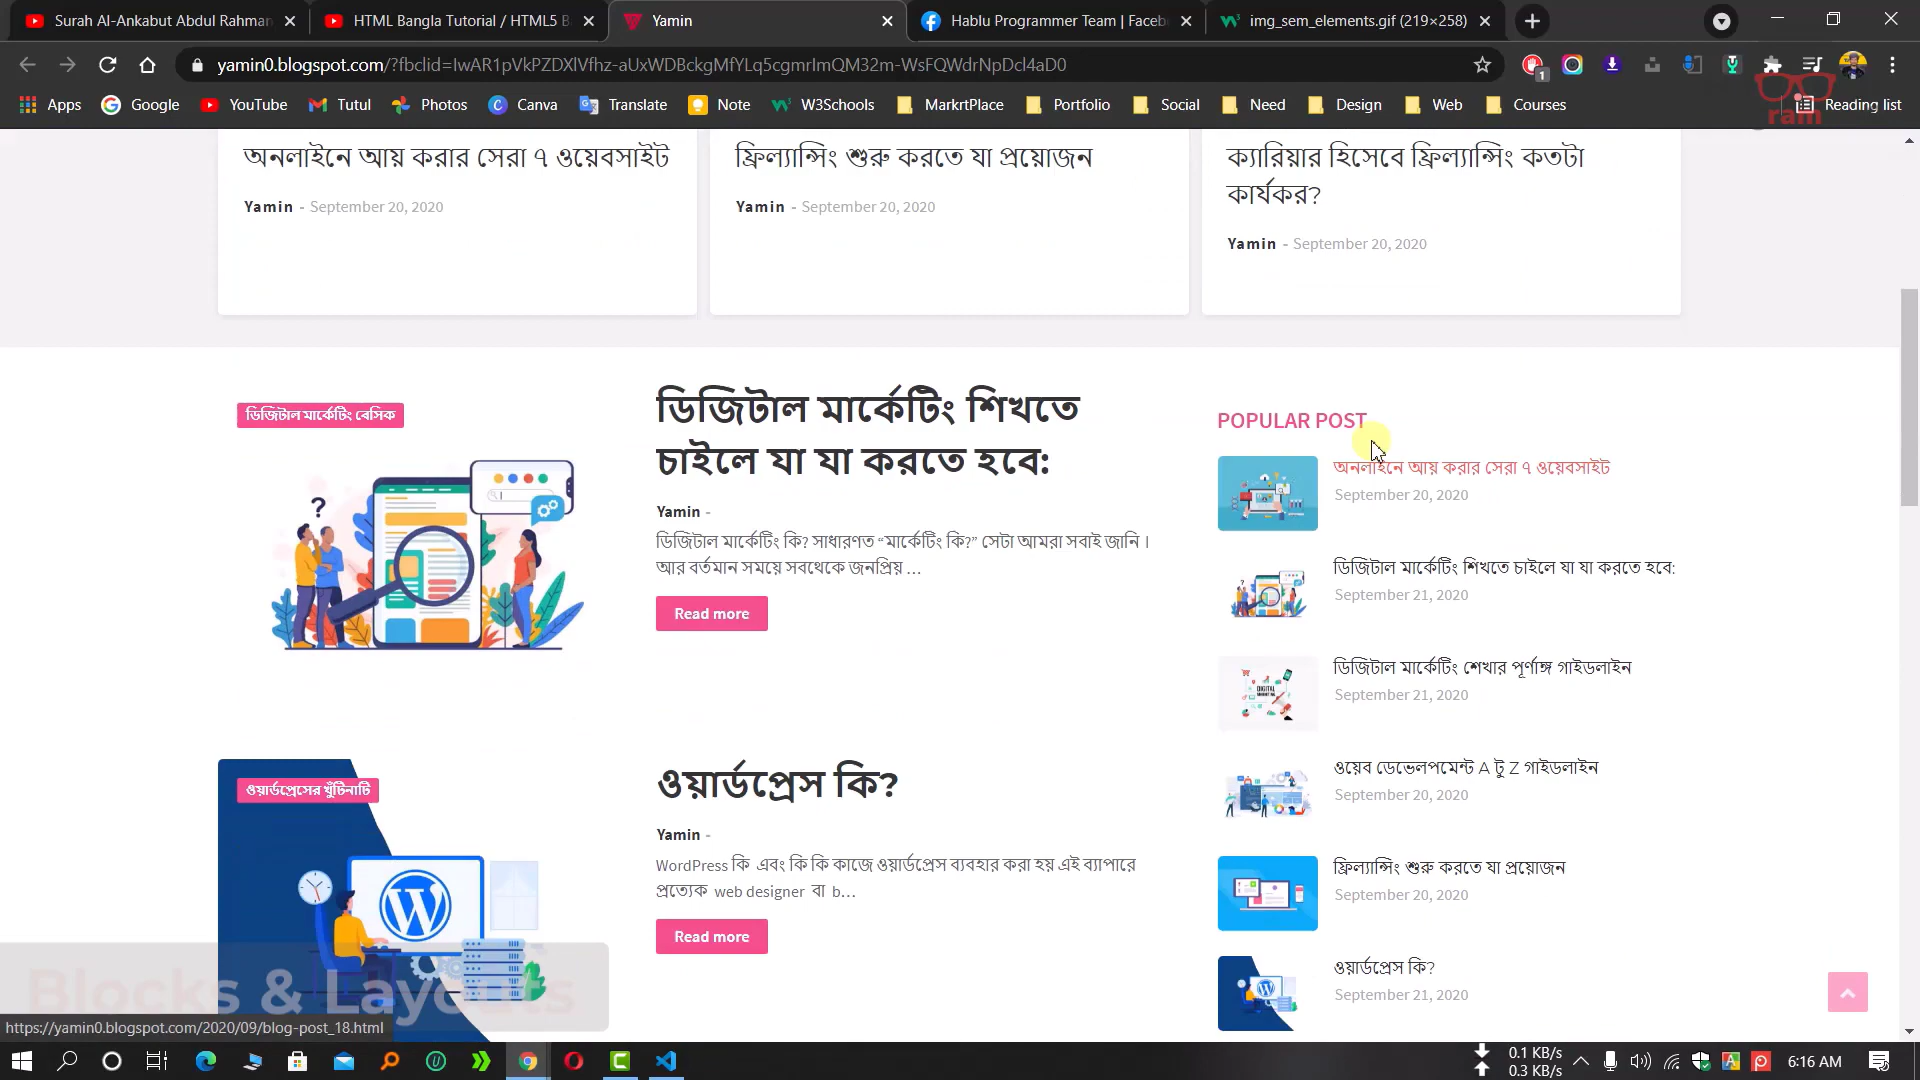 Surah Al-Ankabut Abdul Rahman
HTML Bangla Tutorial / HTML5 B
Yamin
Hablu Programmer Team | Faceb
img_sem_elements.gif (219×258)
yamin0.blogspot.com/?fbclid=IwAR1pVkPZDXlVfhz-aUxWDBckgMfYLq5cgmrImQM32m-WsFQWdrNpDcl4aD0
Apps
Google
YouTube
Tutul
Photos
Canva
Translate
Note
W3Schools
MarkrtPlace
Portfolio
Social
Need
Design
Web
Courses
Reading list
ram
অনলাইনে আয় করার সেরা ৭ ওয়েবসাইট
Yamin - September 20, 2020
ফ্রিল্যান্সিং শুরু করতে যা প্রয়োজন
Yamin - September 20, 2020
ক্যারিয়ার হিসেবে ফ্রিল্যান্সিং কতটা
কার্যকর?
Yamin - September 20, 2020
ডিজিটাল মার্কেটিং বেসিক
ডিজিটাল মার্কেটিং শিখতে
চাইলে যা যা করতে হবে:
Yamin -
ডিজিটাল মার্কেটিং কি? সাধারণত “মার্কেটিং কি?” সেটা আমরা সবাই জানি।
আর বর্তমান সময়ে সবথেকে জনপ্রিয় ...
Read more
ওয়ার্ডপ্রেসের খুঁটিনাটি
ওয়ার্ডপ্রেস কি?
Yamin -
WordPress কি এবং কি কি কাজে ওয়ার্ডপ্রেস ব্যবহার করা হয় এই ব্যাপারে
প্রত্যেক web designer বা b...
Read more
POPULAR POST
অনলাইনে আয় করার সেরা ৭ ওয়েবসাইট
September 20, 2020
ডিজিটাল মার্কেটিং শিখতে চাইলে যা যা করতে হবে:
September 21, 2020
DIGITAL
ডিজিটাল মার্কেটিং শেখার পূর্ণাঙ্গ গাইডলাইন
September 21, 2020
ওয়েব ডেভেলপমেন্ট A টু Z গাইডলাইন
September 20, 2020
ফ্রিল্যান্সিং শুরু করতে যা প্রয়োজন
September 20, 2020
ওয়ার্ডপ্রেস কি?
September 21, 2020
Blocks & Layouts
https://yamin0.blogspot.com/2020/09/blog-post_18.html
0.1 KB/s
0.3 KB/s
6:16 AM